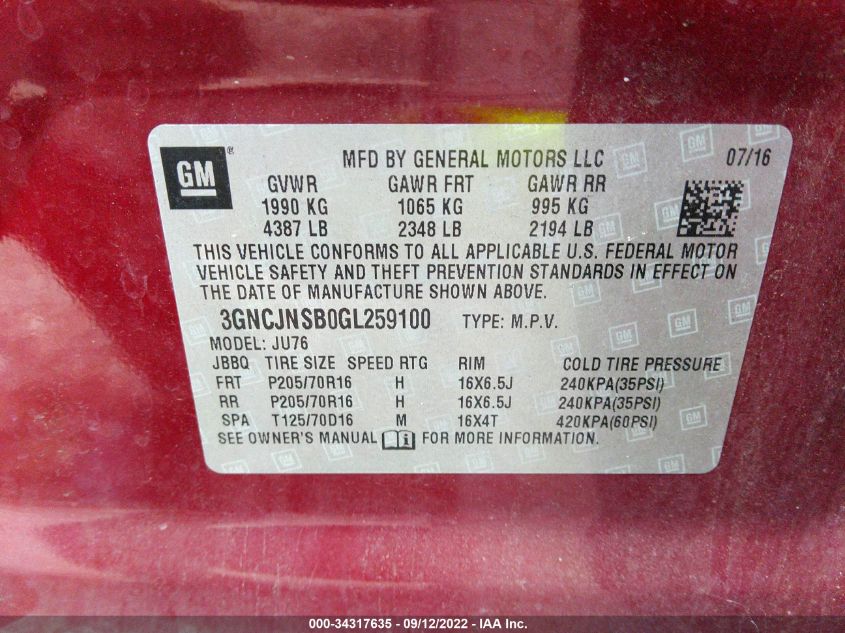 GM ® MFD BY GENERAL MOTORS LLC 07/16
GVWR GAWR FRT GAWR RR
1990 KG 1065 KG 995 KG
4387 LB 2348 LB 2194 LB
THIS VEHICLE CONFORMS TO ALL APPLICABLE U.S. FEDERAL MOTOR
VEHICLE SAFETY AND THEFT PREVENTION STANDARDS IN EFFECT ON
THE DATE OF MANUFACTURE SHOWN ABOVE.
3GNCJNSB0GL259100 TYPE: M.P.V.
MODEL: JU76
JBBQ TIRE SIZE SPEED RTG RIM COLD TIRE PRESSURE
FRT P205/70R16 H 16X6.5J 240KPA(35PSI)
RR P205/70R16 H 16X6.5J 240KPA(35PSI)
SPA T125/70D16 M 16X4T 420KPA(60PSI)
SEE OWNER'S MANUAL FOR MORE INFORMATION.
000-34317635 - 09/12/2022 - IAA Inc.